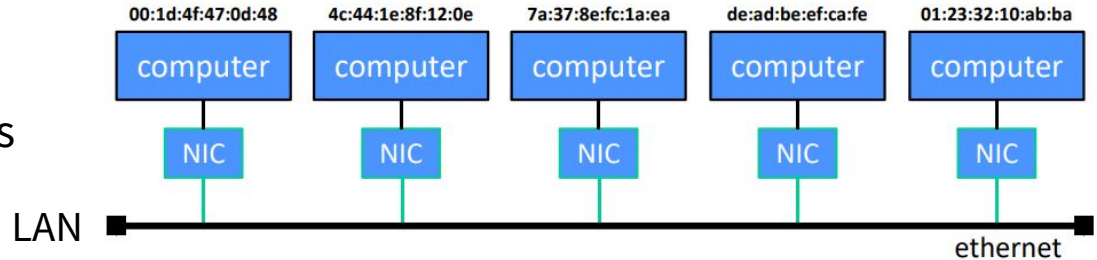 00:1d:4f:47:0d:48 4c:44:1e:8f:12:0e 7a:37:8e:fc:1a:ea de:ad:be:ef:ca:fe 01:23:32:10:ab:ba
computer computer computer computer computer
s
NIC NIC NIC NIC NIC
LAN
ethernet